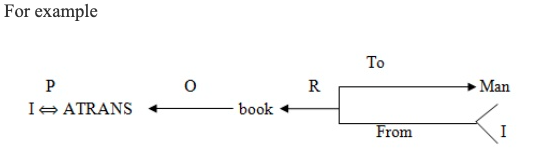 For example
To
P O R Man
I ⇔ ATRANS book
From I